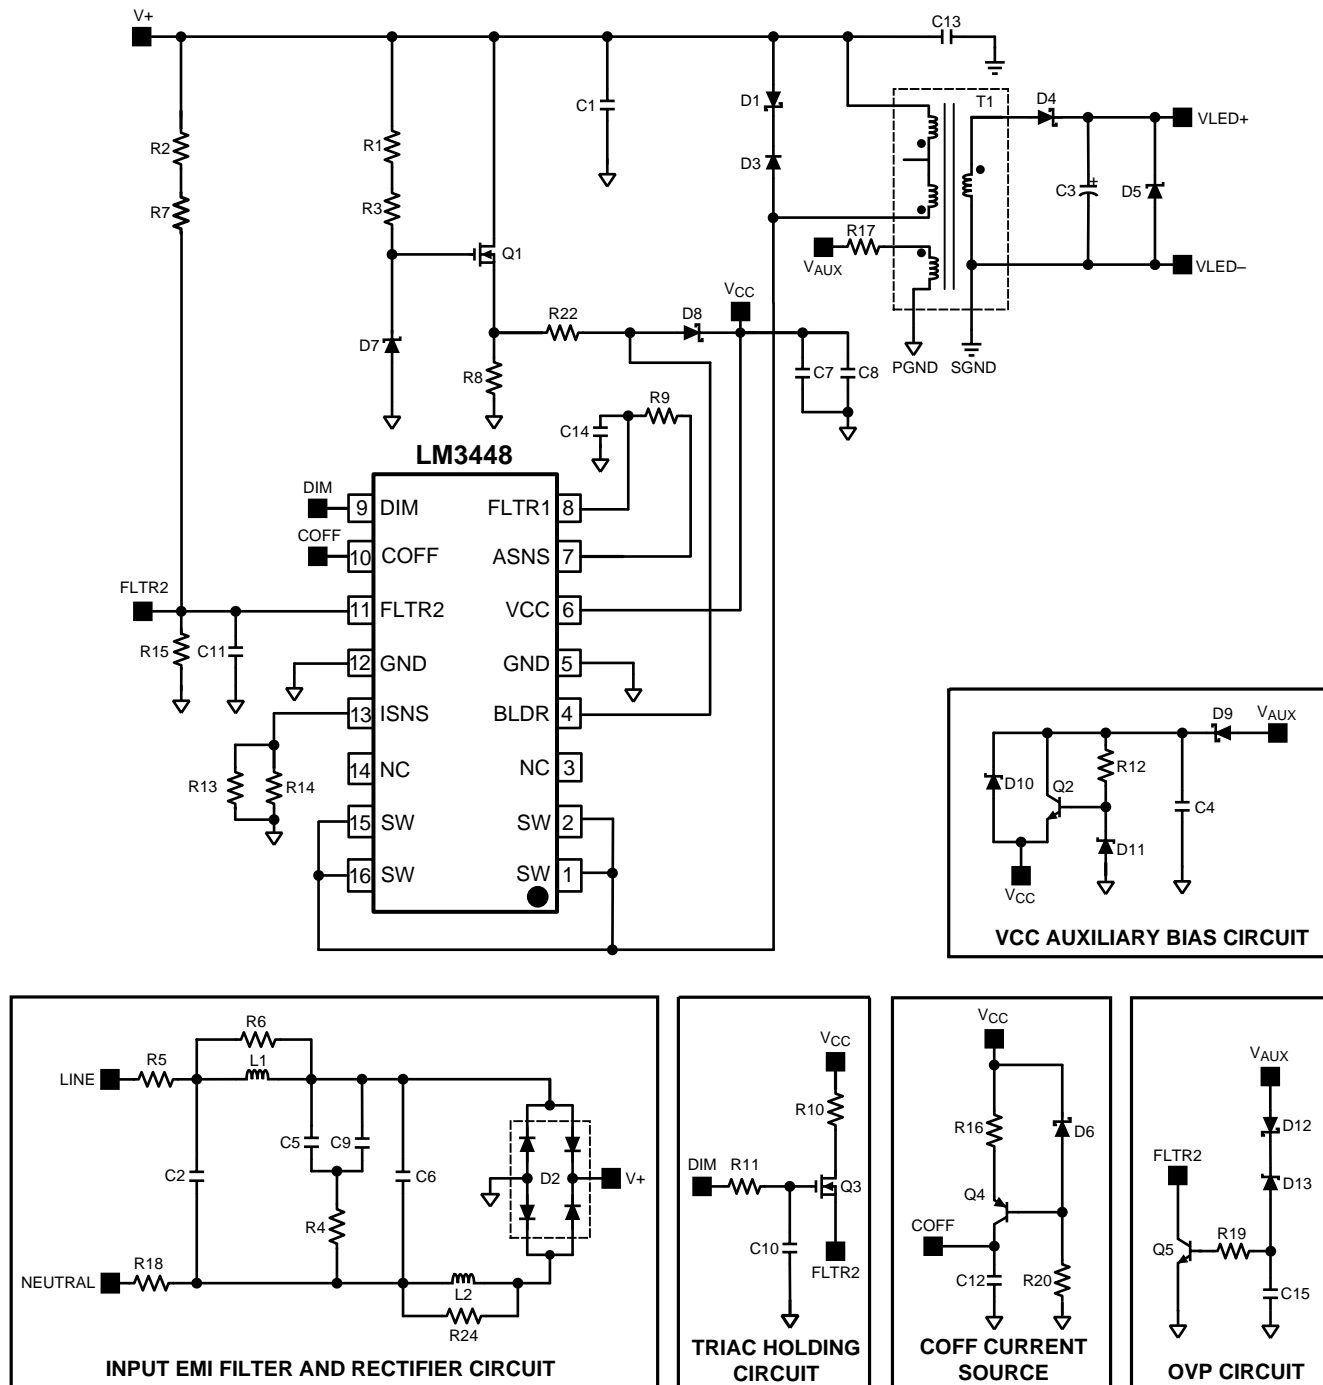 V+
C13
C1
D1
T1
D4
VLED+
R2
R1
D3
C3
+
D5
R7
R3
Q1
R17
VAUX
VLED–
D7
R22
D8
VCC
R8
C7
C8
PGND
SGND
R9
C14
LM3448
DIM
9
DIM
FLTR1
8
COFF
10
COFF
ASNS
7
FLTR2
11
FLTR2
VCC
6
R15
C11
12
GND
GND
5
13
ISNS
BLDR
4
R13
R14
14
NC
NC
3
15
SW
SW
2
16
SW
SW
1
D9
VAUX
R12
D10
Q2
C4
D11
VCC
VCC AUXILIARY BIAS CIRCUIT
R6
R5
L1
LINE
C5
C9
C2
C6
D2
V+
R4
R18
NEUTRAL
L2
R24
INPUT EMI FILTER AND RECTIFIER CIRCUIT
VCC
R10
DIM
R11
Q3
C10
FLTR2
TRIAC HOLDING
CIRCUIT
VCC
R16
D6
Q4
COFF
C12
R20
COFF CURRENT
SOURCE
VAUX
D12
FLTR2
D13
R19
Q5
C15
OVP CIRCUIT